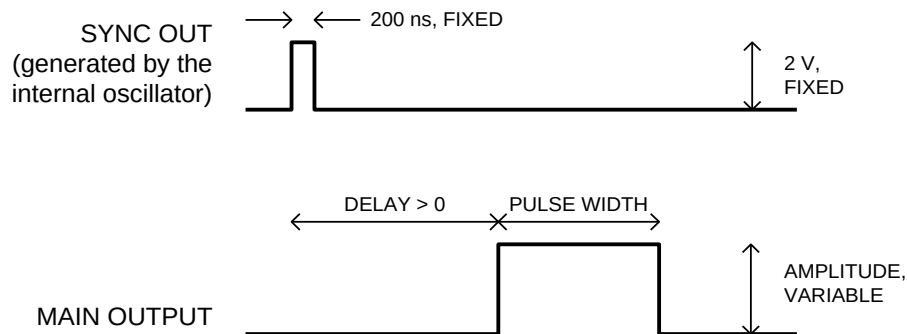 200 ns, FIXED
SYNC OUT
(generated by the
internal oscillator)
2 V,
FIXED
DELAY > 0
PULSE WIDTH
AMPLITUDE,
VARIABLE
MAIN OUTPUT